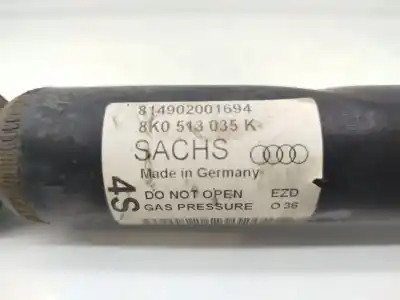 814902001694
8K0 513 035 K
SACHS
Made in Germany
4S
DO NOT OPEN EZD
GAS PRESSURE O 36